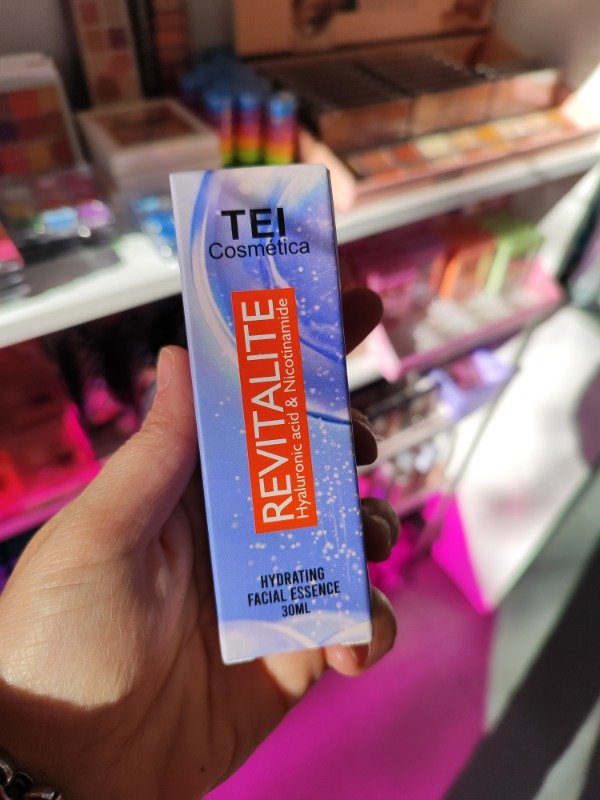 TEI
Cosmética
REVITALITE
Hyaluronic acid & Nicotinamide
HYDRATING
FACIAL ESSENCE
30ML